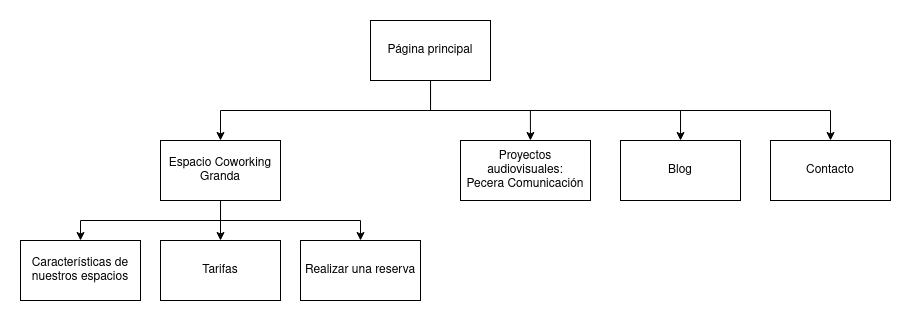 Página principal
Espacio Coworking
Granda
Proyectos
audiovisuales:
Pecera Comunicación
Blog
Contacto
Características de
nuestros espacios
Tarifas
Realizar una reserva